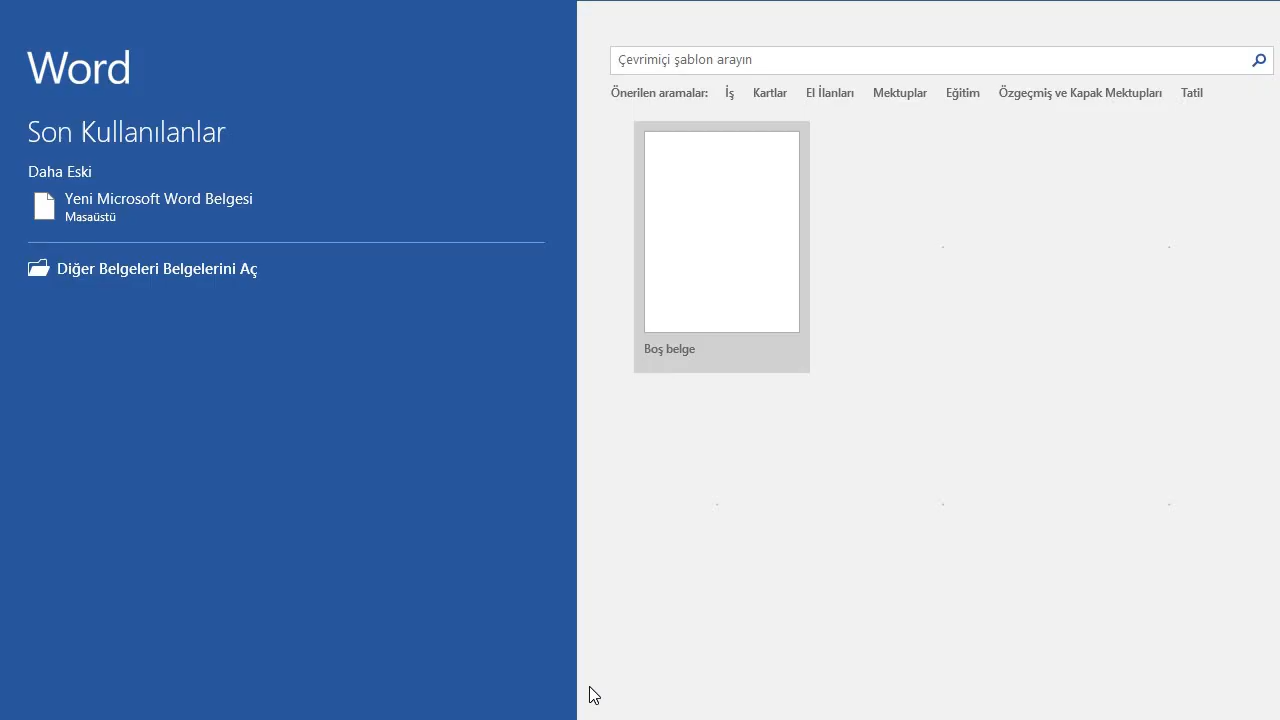 Word
Son Kullanılanlar
Daha Eski
Yeni Microsoft Word Belgesi
Masaüstü
Diğer Belgeleri Belgelerini Aç
Çevrimiçi şablon arayın
Önerilen aramalar: İş Kartlar El İlanları Mektuplar Eğitim Özgeçmiş ve Kapak Mektupları Tatil
Boş belge